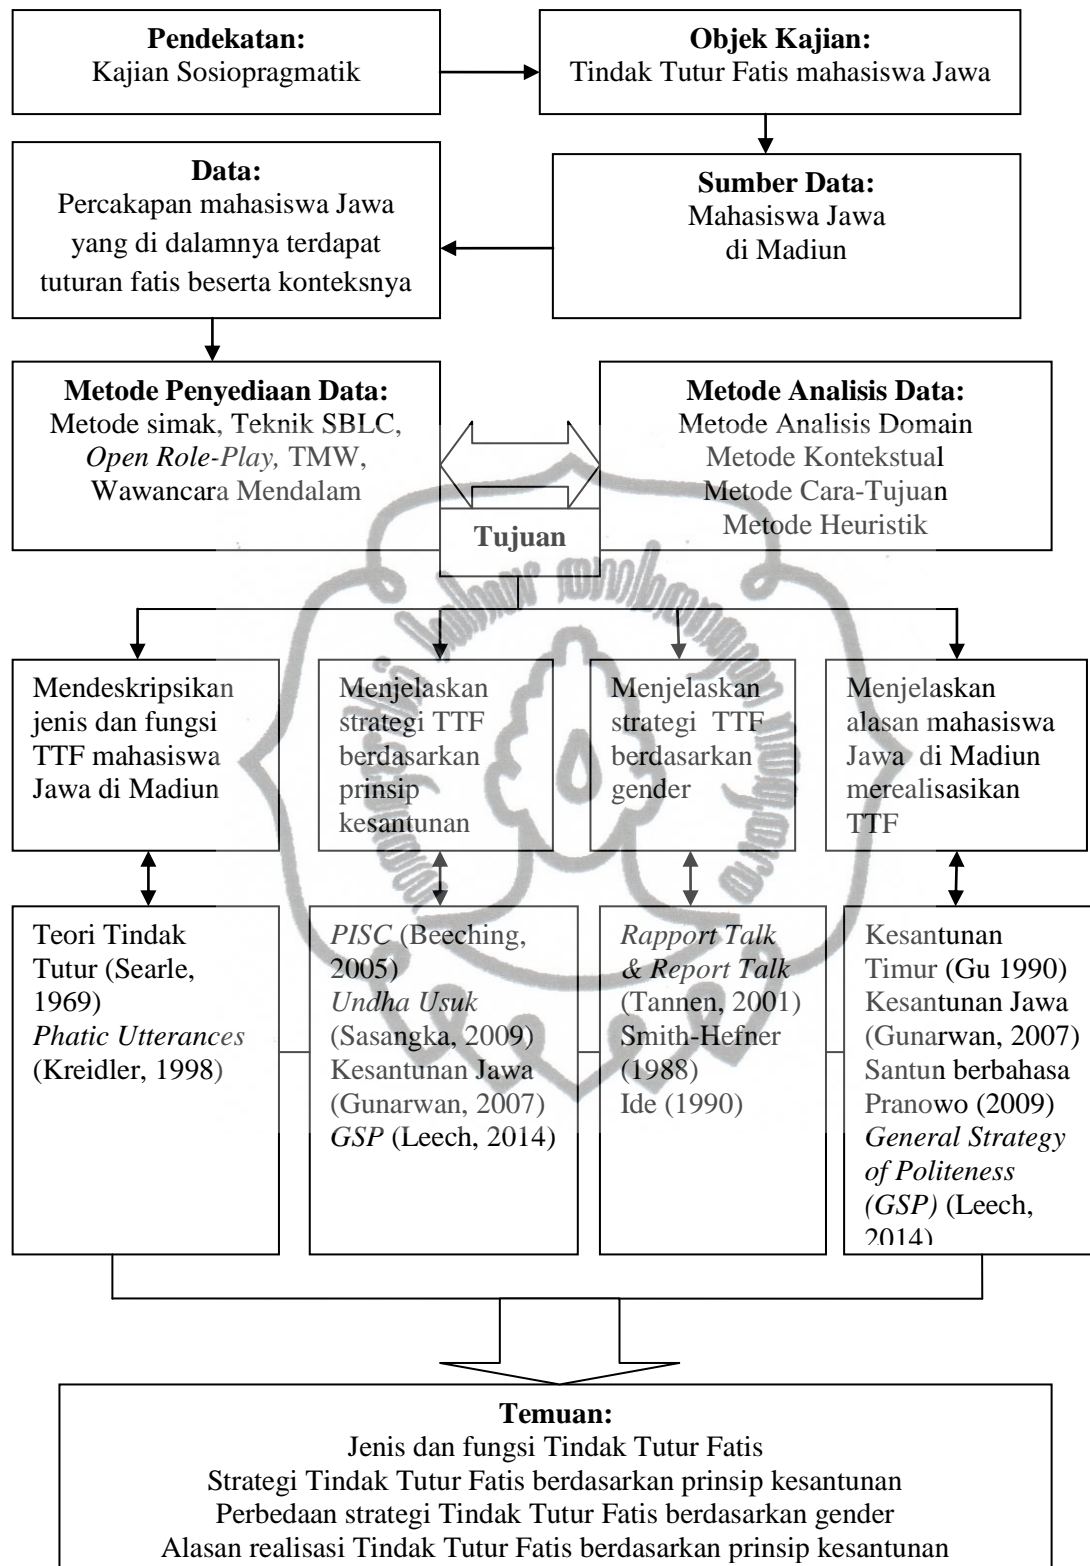 Pendekatan:
Kajian Sosiopragmatik
Objek Kajian:
Tindak Tutur Fatis mahasiswa Jawa
Data:
Percakapan mahasiswa Jawa
yang di dalamnya terdapat
tuturan fatis beserta konteksnya
Sumber Data:
Mahasiswa Jawa
di Madiun
Metode Penyediaan Data:
Metode simak, Teknik SBLC,
Open Role-Play, TMW,
Wawancara Mendalam
Metode Analisis Data:
Metode Analisis Domain
Metode Kontekstual
Metode Cara-Tujuan
Metode Heuristik
Tujuan
Mendeskripsikan
jenis dan fungsi
TTF mahasiswa
Jawa di Madiun
Menjelaskan
strategi TTF
berdasarkan
prinsip
kesantunan
Menjelaskan
strategi TTF
berdasarkan
gender
Menjelaskan
alasan mahasiswa
Jawa di Madiun
merealisasikan
TTF
Teori Tindak
Tutur (Searle,
1969)
Phatic Utterances
(Kreidler, 1998)
PISC (Beeching,
2005)
Undha Usuk
(Sasangka, 2009)
Kesantunan Jawa
(Gunarwan, 2007)
GSP (Leech, 2014)
Rapport Talk
& Report Talk
(Tannen, 2001)
Smith-Hefner
(1988)
Ide (1990)
Kesantunan
Timur (Gu 1990)
Kesantunan Jawa
(Gunarwan, 2007)
Santun berbahasa
Pranowo (2009)
General Strategy
of Politeness
(GSP) (Leech,
2014)
Temuan:
Jenis dan fungsi Tindak Tutur Fatis
Strategi Tindak Tutur Fatis berdasarkan prinsip kesantunan
Perbedaan strategi Tindak Tutur Fatis berdasarkan gender
Alasan realisasi Tindak Tutur Fatis berdasarkan prinsip kesantunan